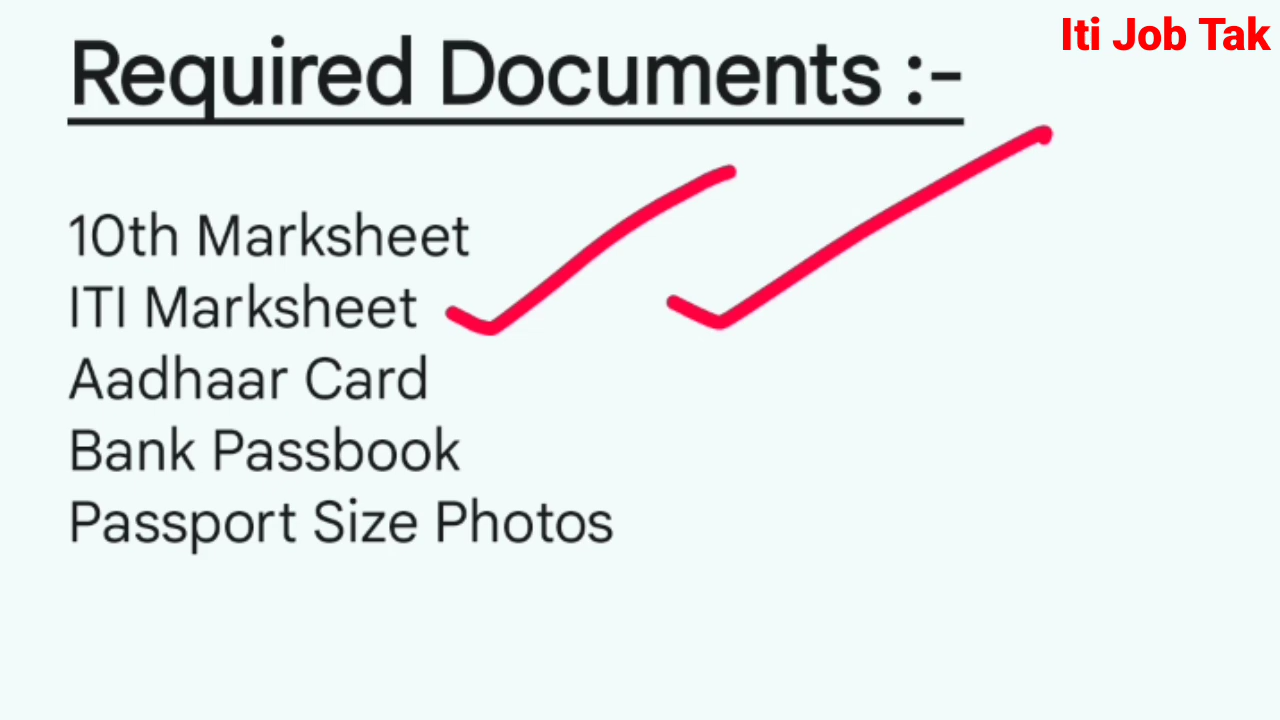 Iti Job Tak
Required Documents :-
10th Marksheet
ITI Marksheet
Aadhaar Card
Bank Passbook
Passport Size Photos